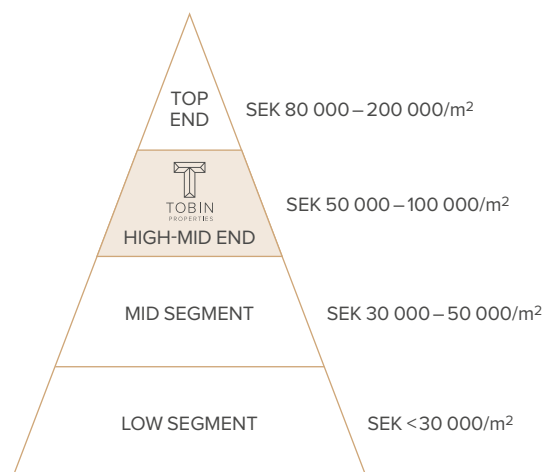 TOP
END
SEK 80 000–200 000/m²
TOBIN
PROPERTIES
HIGH-MID END
SEK 50 000–100 000/m²
MID SEGMENT
SEK 30 000–50 000/m²
LOW SEGMENT
SEK <30 000/m²